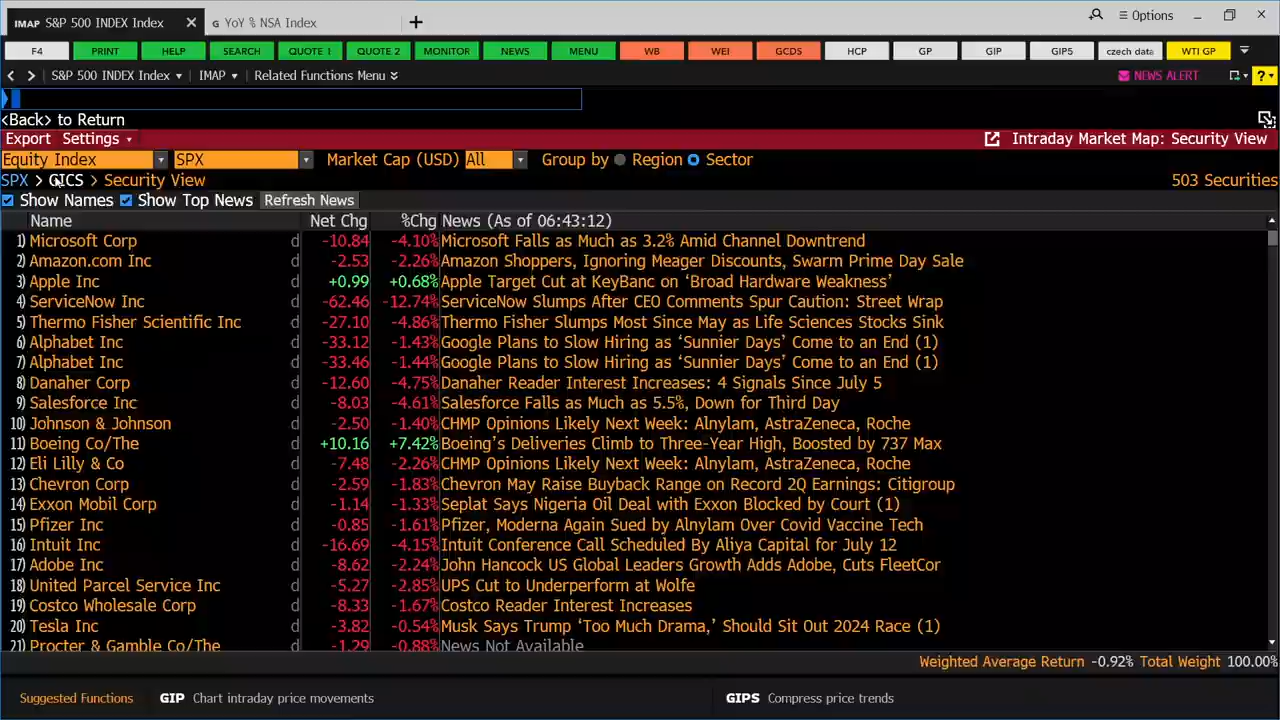 IMAP S&P 500 INDEX Index × G YoY % NSA Index +
Options
F4 PRINT HELP SEARCH QUOTE 1 QUOTE 2 MONITOR NEWS MENU WB WEI GCDS HCP GP GIP GIP5 czech data WTI GP
S&P 500 INDEX Index IMAP Related Functions Menu NEWS ALERT ?
<Back> to Return
Export Settings Intraday Market Map: Security View
Equity Index SPX Market Cap (USD) All Group by Region Sector
SPX > GICS > Security View 503 Securities
Show Names Show Top News Refresh News
Name Net Chg %Chg News (As of 06:43:12)
1) Microsoft Corp d -10.84 -4.10% Microsoft Falls as Much as 3.2% Amid Channel Downtrend
2) Amazon.com Inc d -2.53 -2.26% Amazon Shoppers, Ignoring Meager Discounts, Swarm Prime Day Sale
3) Apple Inc d +0.99 +0.68% Apple Target Cut at KeyBanc on ‘Broad Hardware Weakness’
4) ServiceNow Inc d -62.46 -12.74% ServiceNow Slumps After CEO Comments Spur Caution: Street Wrap
5) Thermo Fisher Scientific Inc d -27.10 -4.86% Thermo Fisher Slumps Most Since May as Life Sciences Stocks Sink
6) Alphabet Inc d -33.12 -1.43% Google Plans to Slow Hiring as ‘Sunnier Days’ Come to an End (1)
7) Alphabet Inc d -33.46 -1.44% Google Plans to Slow Hiring as ‘Sunnier Days’ Come to an End (1)
8) Danaher Corp d -12.60 -4.75% Danaher Reader Interest Increases: 4 Signals Since July 5
9) Salesforce Inc d -8.03 -4.61% Salesforce Falls as Much as 5.5%, Down for Third Day
10) Johnson & Johnson d -2.50 -1.40% CHMP Opinions Likely Next Week: Alnylam, AstraZeneca, Roche
11) Boeing Co/The d +10.16 +7.42% Boeing’s Deliveries Climb to Three-Year High, Boosted by 737 Max
12) Eli Lilly & Co d -7.48 -2.26% CHMP Opinions Likely Next Week: Alnylam, AstraZeneca, Roche
13) Chevron Corp d -2.59 -1.83% Chevron May Raise Buyback Range on Record 2Q Earnings: Citigroup
14) Exxon Mobil Corp d -1.14 -1.33% Seplat Says Nigeria Oil Deal with Exxon Blocked by Court (1)
15) Pfizer Inc d -0.85 -1.61% Pfizer, Moderna Again Sued by Alnylam Over Covid Vaccine Tech
16) Intuit Inc d -16.69 -4.15% Intuit Conference Call Scheduled By Aliya Capital for July 12
17) Adobe Inc d -8.62 -2.24% John Hancock US Global Leaders Growth Adds Adobe, Cuts FleetCor
18) United Parcel Service Inc d -5.27 -2.85% UPS Cut to Underperform at Wolfe
19) Costco Wholesale Corp d -8.33 -1.67% Costco Reader Interest Increases
20) Tesla Inc d -3.82 -0.54% Musk Says Trump ‘Too Much Drama,’ Should Sit Out 2024 Race (1)
21) Procter & Gamble Co/The d -1.29 -0.88% News Not Available
Weighted Average Return -0.92% Total Weight 100.00%
Suggested Functions GIP Chart intraday price movements GIPS Compress price trends